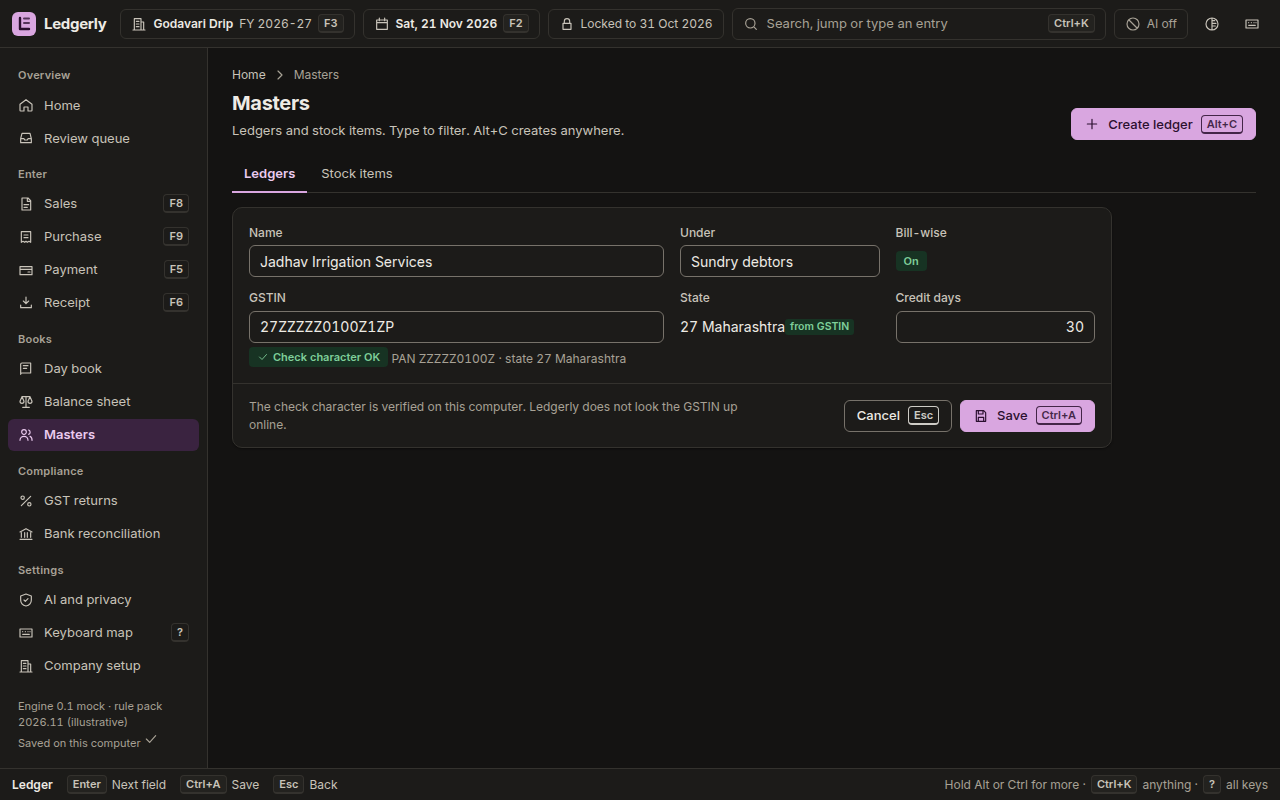 Ledgerly
Godavari Drip FY 2026-27 F3
Sat, 21 Nov 2026 F2
Locked to 31 Oct 2026
Search, jump or type an entry Ctrl+K
AI off
Overview
Home
Review queue
Enter
Sales F8
Purchase F9
Payment F5
Receipt F6
Books
Day book
Balance sheet
Masters
Compliance
GST returns
Bank reconciliation
Settings
AI and privacy
Keyboard map ?
Company setup
Engine 0.1 mock · rule pack
2026.11 (illustrative)
Saved on this computer
Home > Masters
Masters
Ledgers and stock items. Type to filter. Alt+C creates anywhere.
Create ledger Alt+C
Ledgers Stock items
Name Under Bill-wise
Jadhav Irrigation Services Sundry debtors On
GSTIN State Credit days
27ZZZZZ0100Z1ZP 27 Maharashtra from GSTIN 30
Check character OK PAN ZZZZZ0100Z · state 27 Maharashtra
The check character is verified on this computer. Ledgerly does not look the GSTIN up
online.
Cancel Esc Save Ctrl+A
Ledger Enter Next field Ctrl+A Save Esc Back
Hold Alt or Ctrl for more · Ctrl+K anything · ? all keys